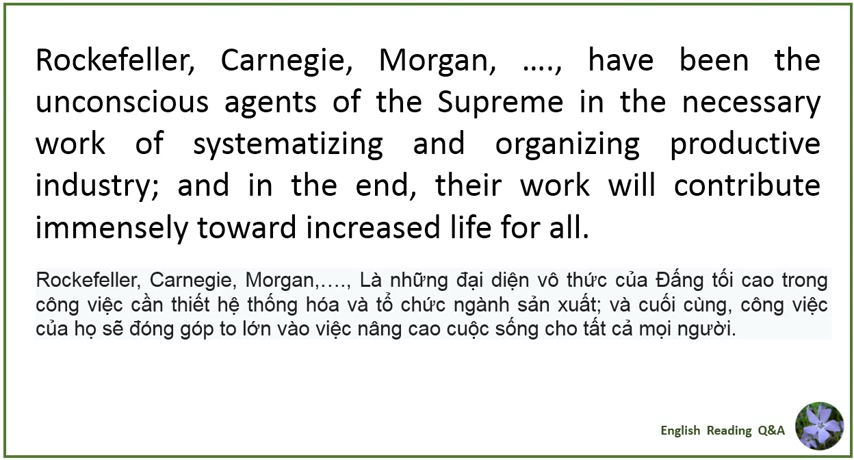 Rockefeller, Carnegie, Morgan, ...., have been the
unconscious agents of the Supreme in the necessary
work of systematizing and organizing productive
industry; and in the end, their work will contribute
immensely toward increased life for all.
Rockefeller, Carnegie, Morgan,...., Là những đại diện vô thức của Đấng tối cao trong
công việc cần thiết hệ thống hóa và tổ chức ngành sản xuất; và cuối cùng, công việc
của họ sẽ đóng góp to lớn vào việc nâng cao cuộc sống cho tất cả mọi người.
English Reading Q&A